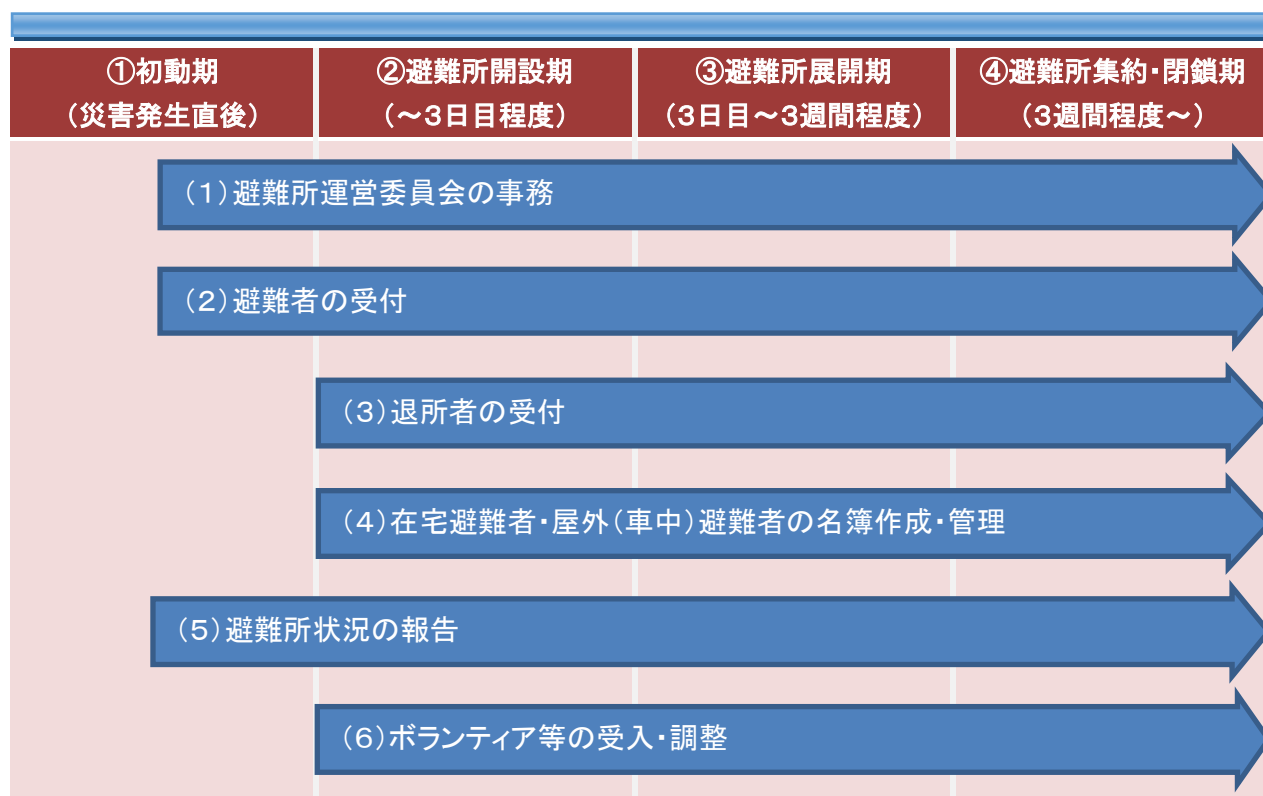 ①初動期
(災害発生直後)
②避難所開設期
(～3日目程度)
③避難所展開期
(3日目～3週間程度)
④避難所集約・閉鎖期
(3週間程度～)
(1)避難所運営委員会の事務
(2)避難者の受付
(3)退所者の受付
(4)在宅避難者・屋外(車中)避難者の名簿作成・管理
(5)避難所状況の報告
(6)ボランティア等の受入・調整